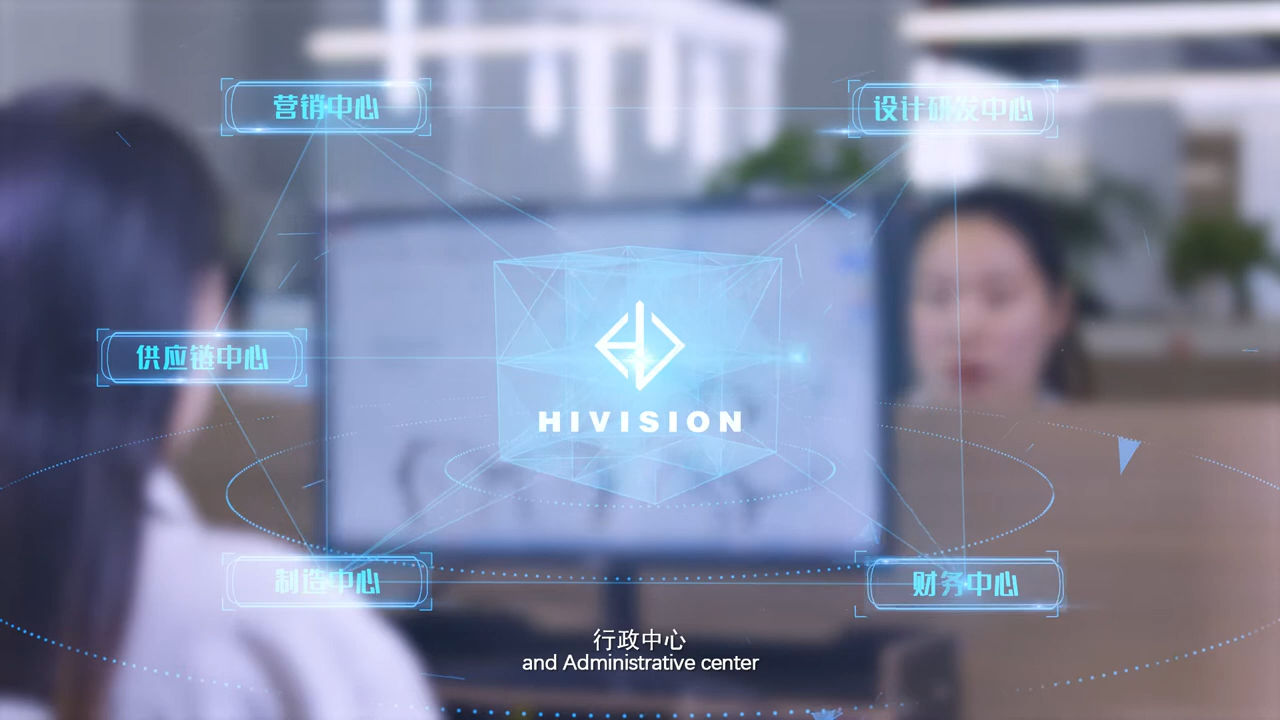 营销中心
设计研发中心
供应链中心
HIVISION
制造中心
财务中心
行政中心
and Administrative center